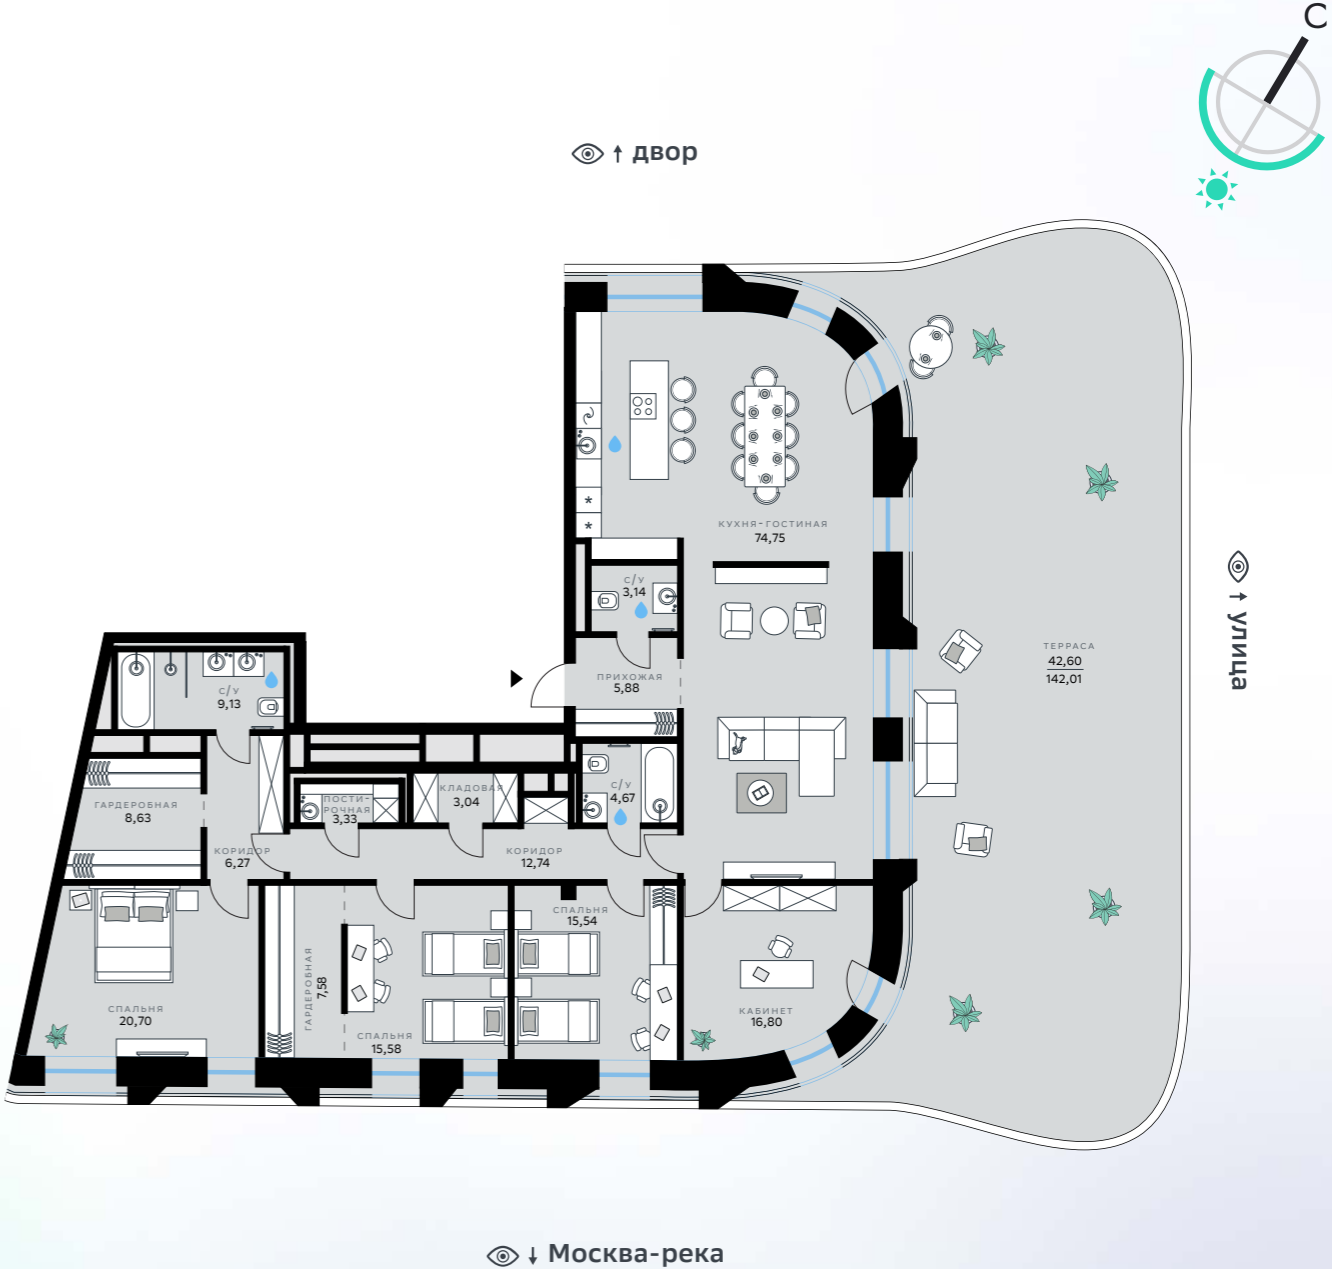 С
двор
КУХНЯ-ГОСТИНАЯ
74,75
С/У
3,14
ПРИХОЖАЯ
5,88
улица
ТЕРРАСА
42,60
142,01
С/У
9,13
ГАРДЕРОБНАЯ
8,63
КОРИДОР
6,27
ПОСТИ-
РОЧНАЯ
3,33
КЛАДОВАЯ
3,04
С/У
4,67
КОРИДОР
12,74
СПАЛЬНЯ
20,70
ГАРДЕРОБНАЯ
7,58
СПАЛЬНЯ
15,58
СПАЛЬНЯ
15,54
КАБИНЕТ
16,80
Москва-река